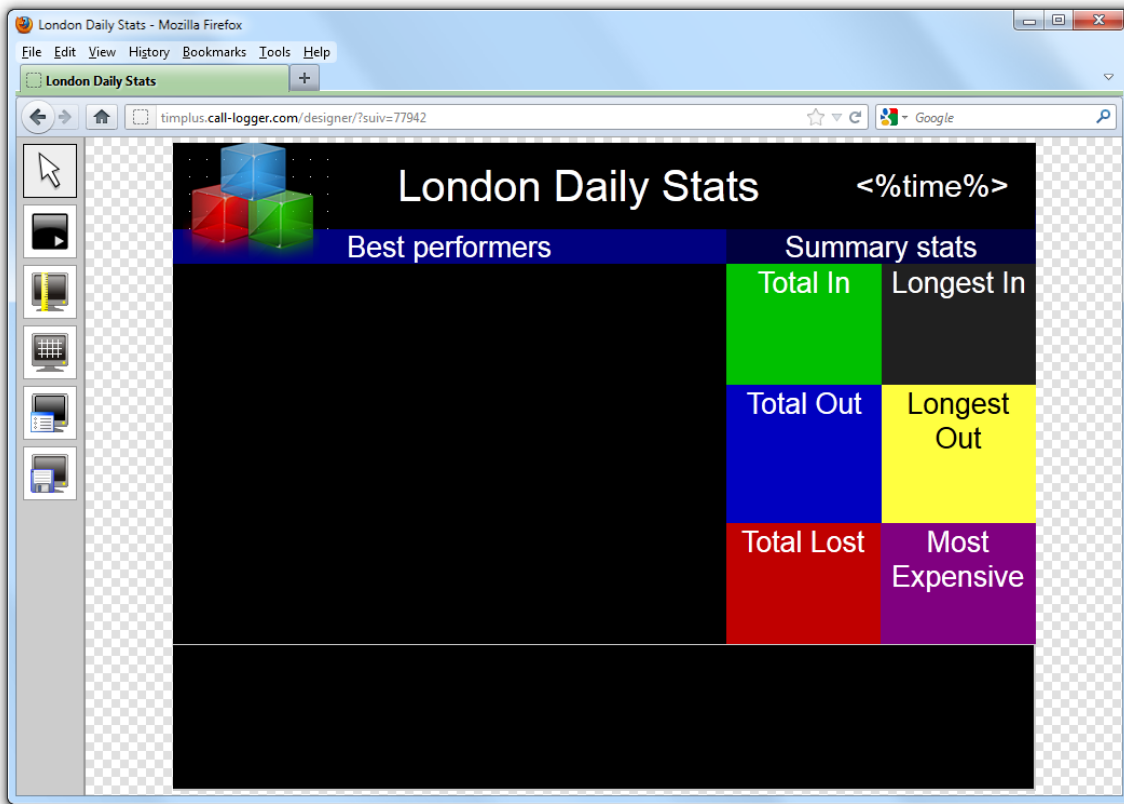 London Daily Stats - Mozilla Firefox
File Edit View History Bookmarks Tools Help
London Daily Stats
timplus.call-logger.com/designer/?suiv=77942
Google
London Daily Stats
<%time%>
Best performers
Summary stats
Total In
Longest In
Total Out
Longest
Out
Total Lost
Most
Expensive